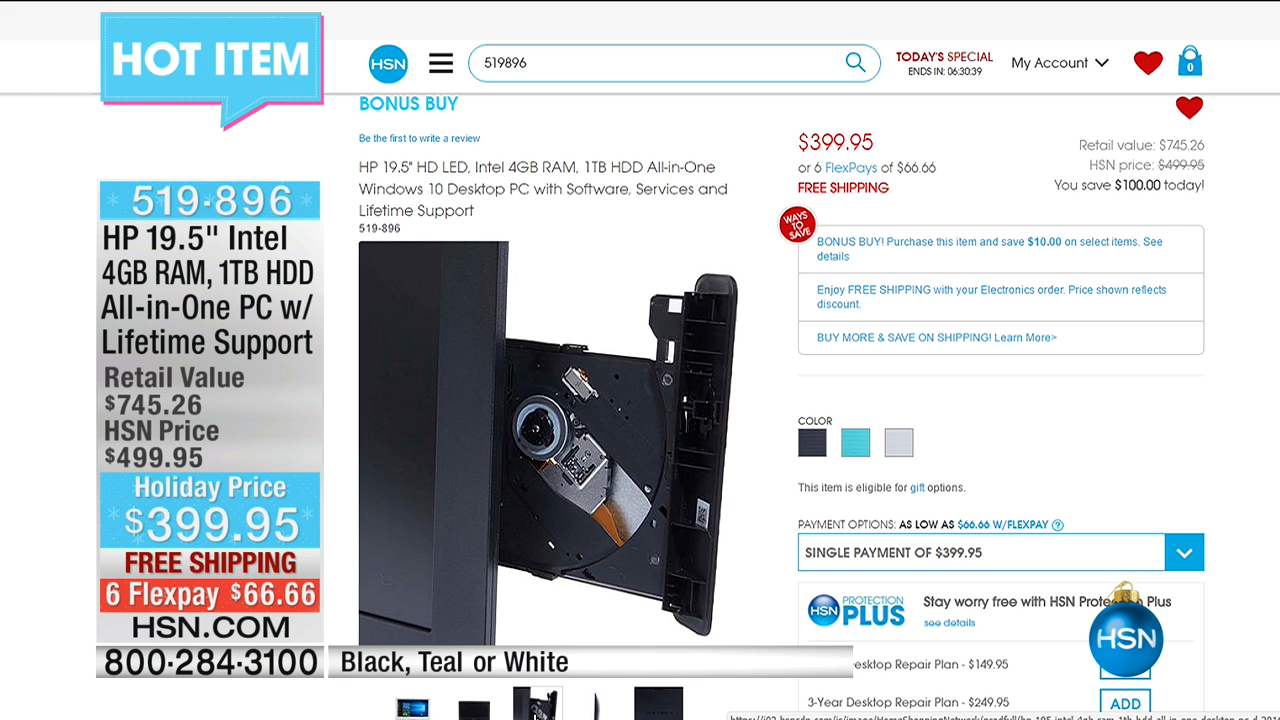 HOT ITEM
HSN
519896
TODAY'S SPECIAL
ENDS IN: 06:30:39
My Account
0
519-896
HP 19.5" Intel
4GB RAM, 1TB HDD
All-in-One PC w/
Lifetime Support
Retail Value
$745.26
HSN Price
$499.95
Holiday Price
$399.95
FREE SHIPPING
6 Flexpay $66.66
HSN.COM
800-284-3100
Black, Teal or White
BONUS BUY
Be the first to write a review
HP 19.5" HD LED, Intel 4GB RAM, 1TB HDD All-in-One
Windows 10 Desktop PC with Software, Services and
Lifetime Support
519-896
$399.95
or 6 FlexPays of $66.66
FREE SHIPPING
Retail value: $745.26
HSN price: $499.95
You save $100.00 today!
WAYS
TO
SAVE
BONUS BUY! Purchase this item and save $10.00 on select items. See
details
Enjoy FREE SHIPPING with your Electronics order. Price shown reflects
discount.
BUY MORE & SAVE ON SHIPPING! Learn More>
COLOR
This item is eligible for gift options.
PAYMENT OPTIONS: AS LOW AS $66.66 W/FLEXPAY ?
SINGLE PAYMENT OF $399.95
HSN PROTECTION
PLUS
Stay worry free with HSN Plus
see details
HSN
Repair Plan - $149.95
3-Year Desktop Repair Plan - $249.95
ADD